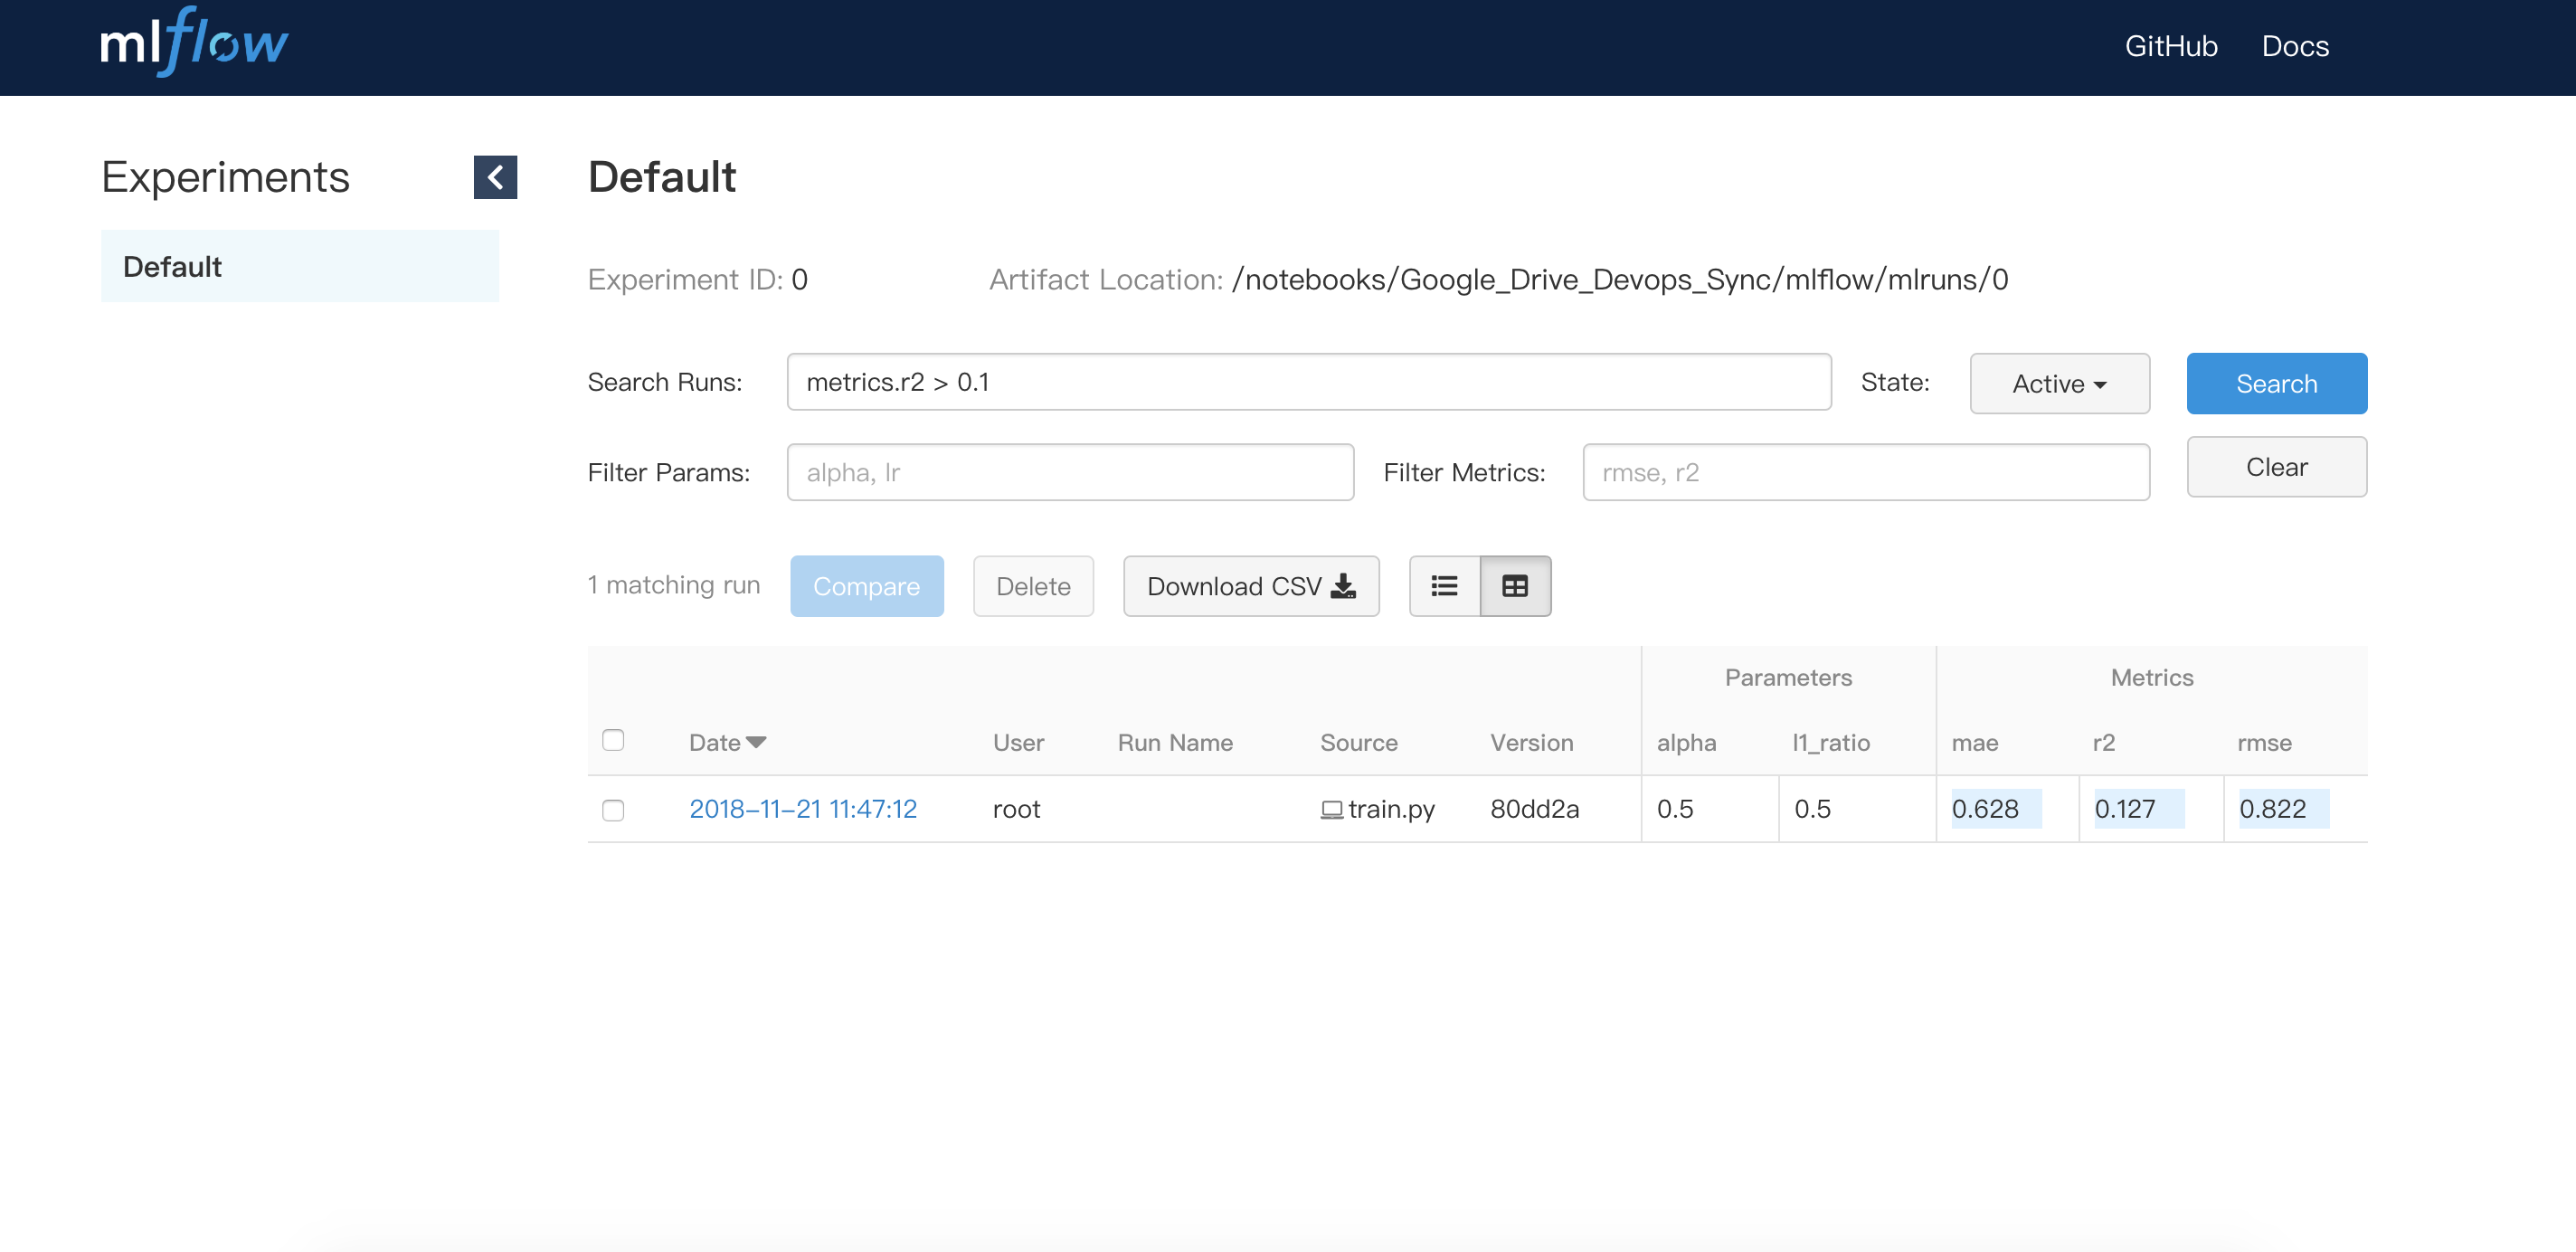 mlflow
GitHub Docs
Experiments
Default
Default
Experiment ID: 0 Artifact Location: /notebooks/Google_Drive_Devops_Sync/mlflow/mlruns/0
Search Runs: metrics.r2 > 0.1 State: Active Search
Filter Params: alpha, lr Filter Metrics: rmse, r2 Clear
1 matching run Compare Delete Download CSV
Parameters Metrics
Date User Run Name Source Version alpha l1_ratio mae r2 rmse
2018-11-21 11:47:12 root train.py 80dd2a 0.5 0.5 0.628 0.127 0.822